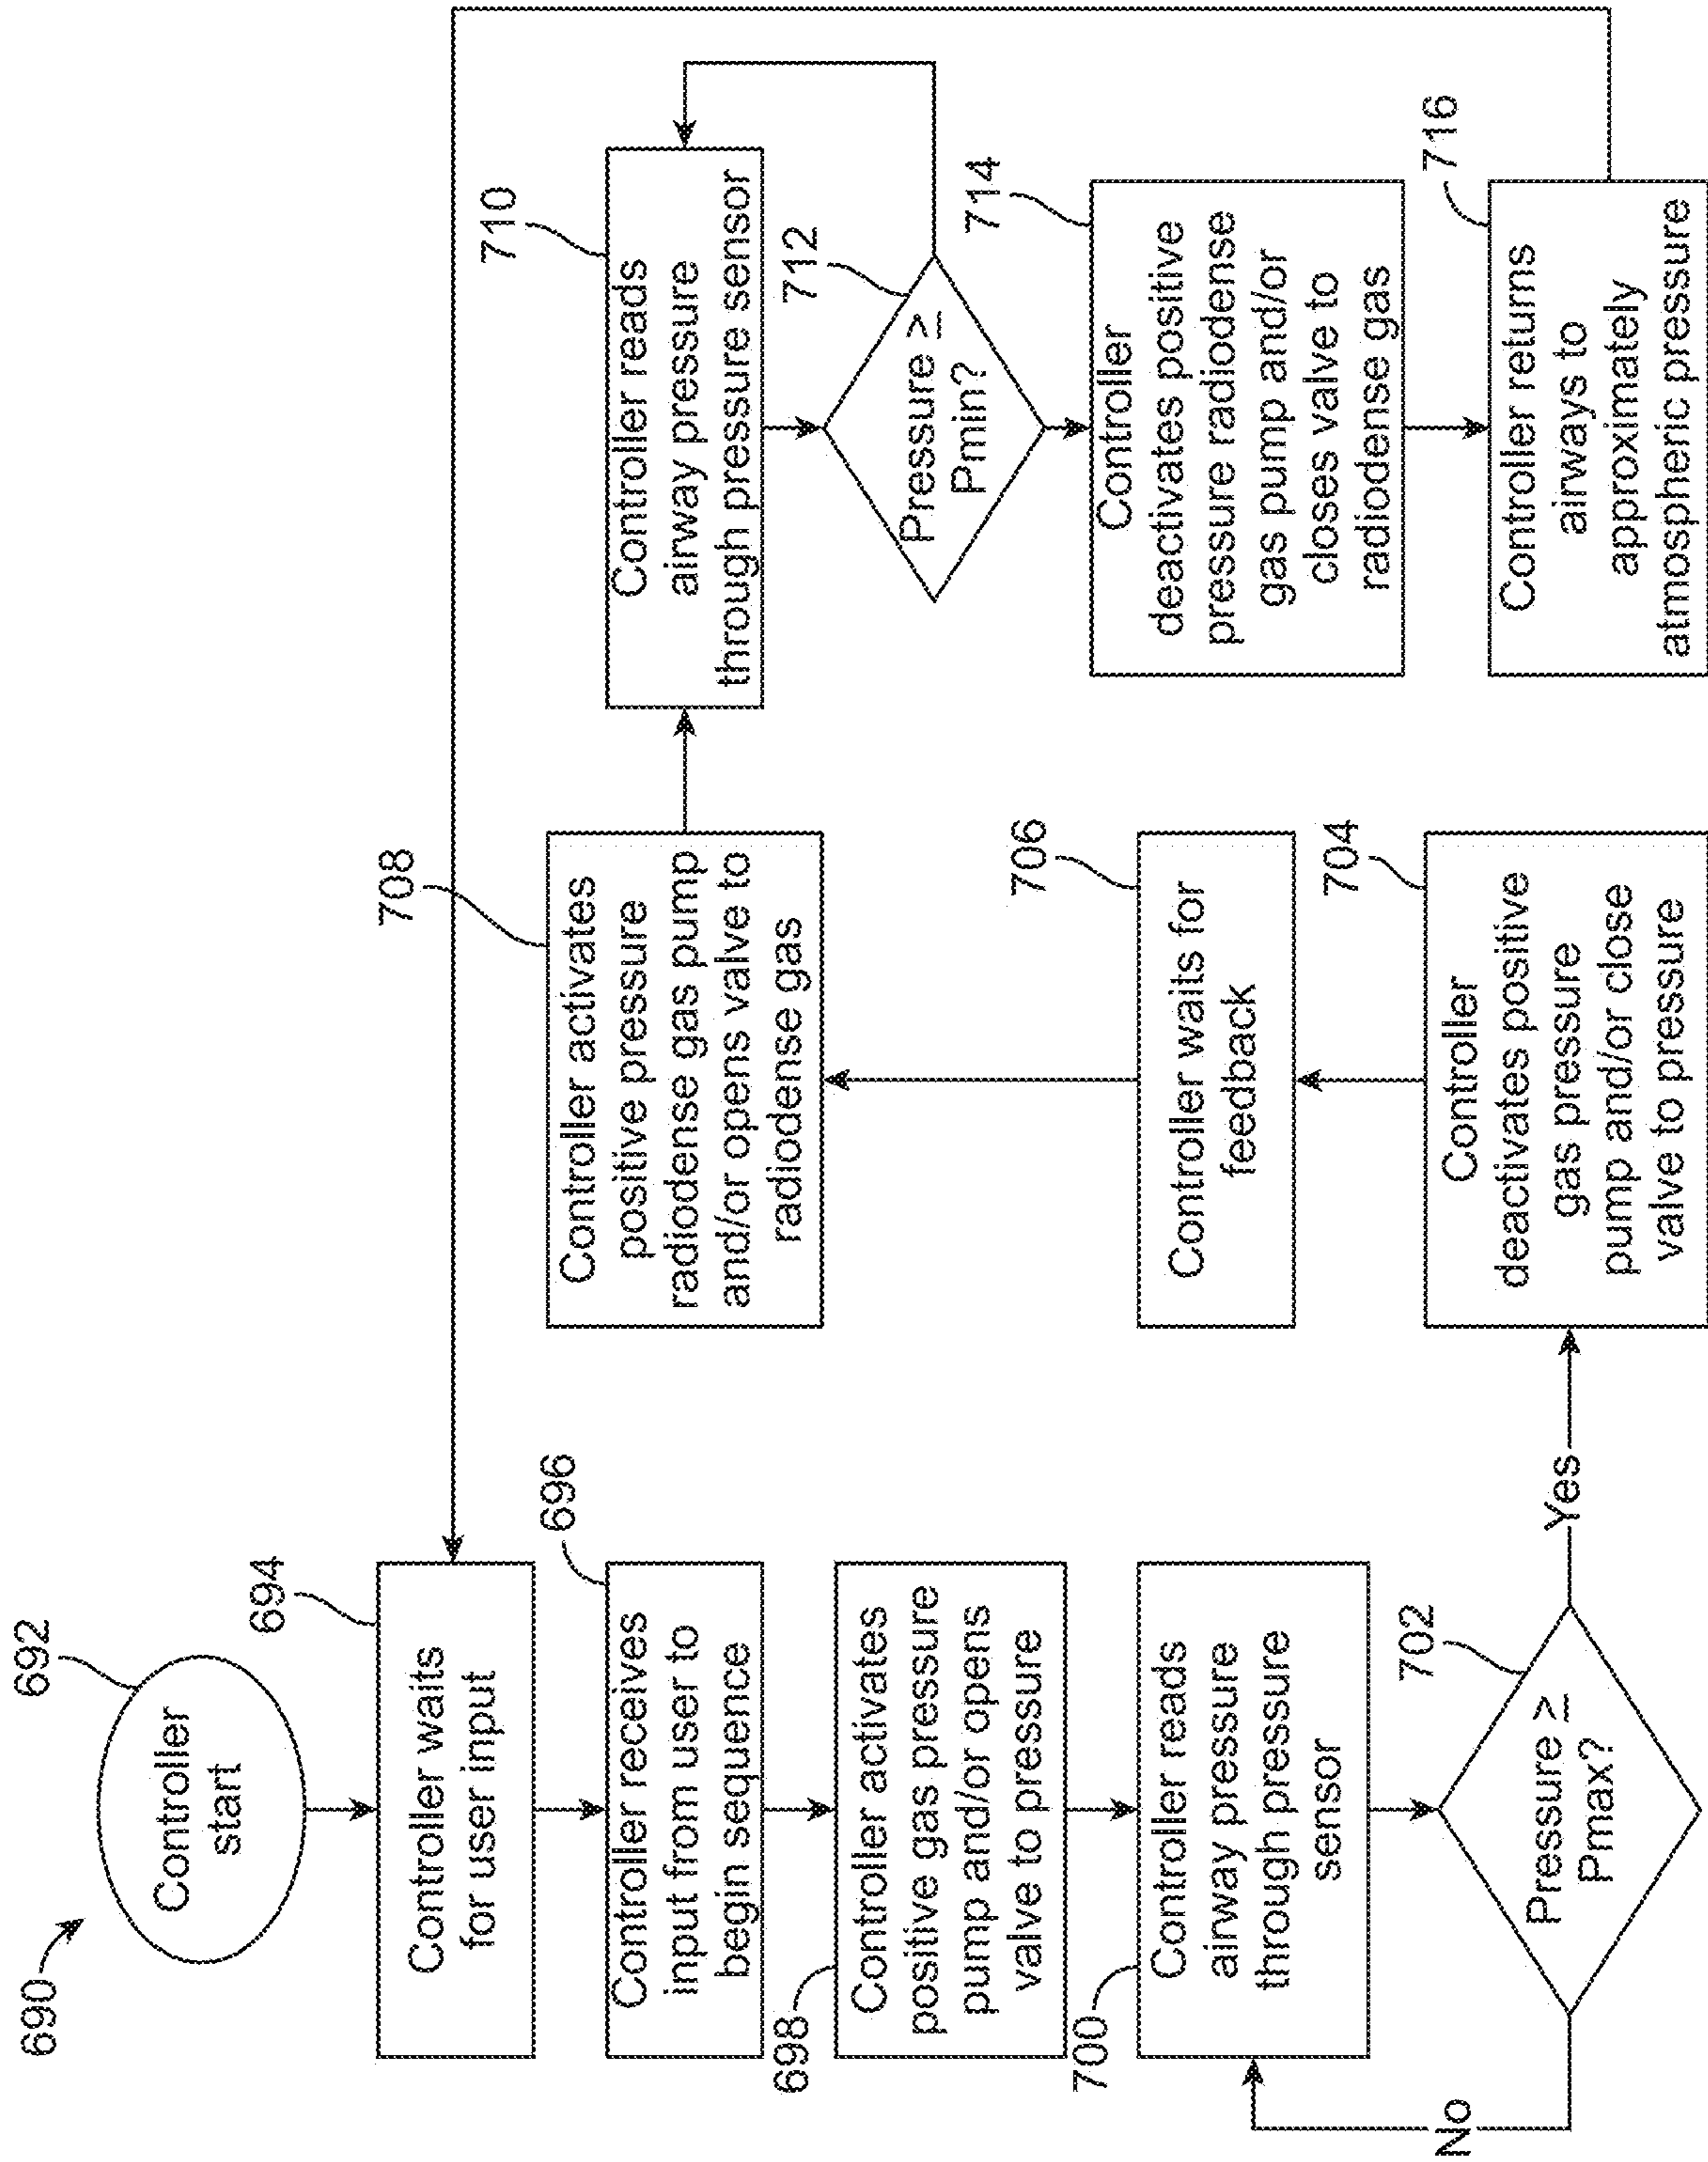 690
692
Controller
start
694
Controller waits
for user input
696
Controller receives
input from user to
begin sequence
698
Controller activates
positive gas pressure
pump and/or opens
valve to pressure
700
Controller reads
airway pressure
through pressure
sensor
702
Pressure ≥
Pmax?
No
Yes
704
Controller
deactivates positive
gas pressure
pump and/or close
valve to pressure
706
Controller waits for
feedback
708
Controller activates
positive pressure
radiodense gas pump
and/or opens valve to
radiodense gas
710
Controller reads
airway pressure
through pressure sensor
712
Pressure ≥
Pmin?
714
Controller
deactivates positive
pressure radiodense
gas pump and/or
closes valve to
radiodense gas
716
Controller returns
airways to
approximately
atmospheric pressure